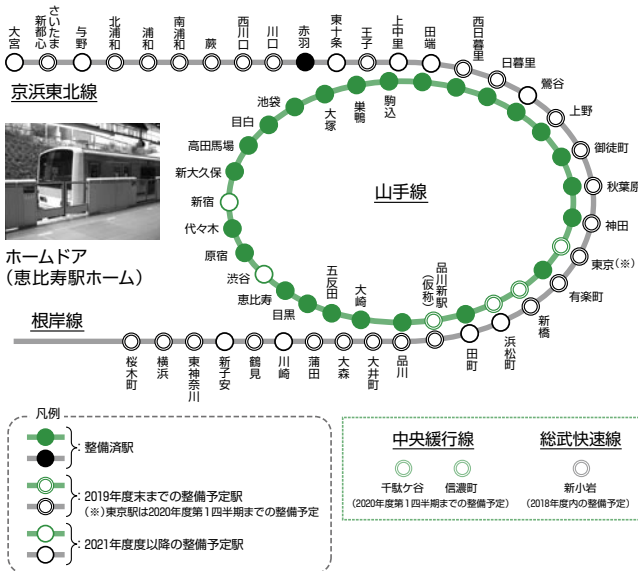 大宮
さいたま
新都心
与野
北浦和
浦和
南浦和
蕨
西川口
川口
赤羽
東十条
王子
上中里
田端
西日暮里
日暮里
鶯谷
上野
御徒町
秋葉原
神田
東京(※)
有楽町
新橋
浜松町
田町
京浜東北線
池袋
大塚
巣鴨
駒込
目白
高田馬場
新大久保
新宿
代々木
原宿
渋谷
恵比寿
目黒
五反田
大崎
品川新駅
(仮称)
山手線
ホームドア
(恵比寿駅ホーム)
根岸線
桜木町
横浜
東神奈川
新子安
鶴見
川崎
蒲田
大森
大井町
品川
凡例
:整備済駅
:2019年度末までの整備予定駅
(※)東京駅は2020年度第1四半期までの整備予定
:2021年度度以降の整備予定駅
中央緩行線
千駄ケ谷 信濃町
(2020年度第1四半期までの整備予定)
総武快速線
新小岩
(2018年度内の整備予定)